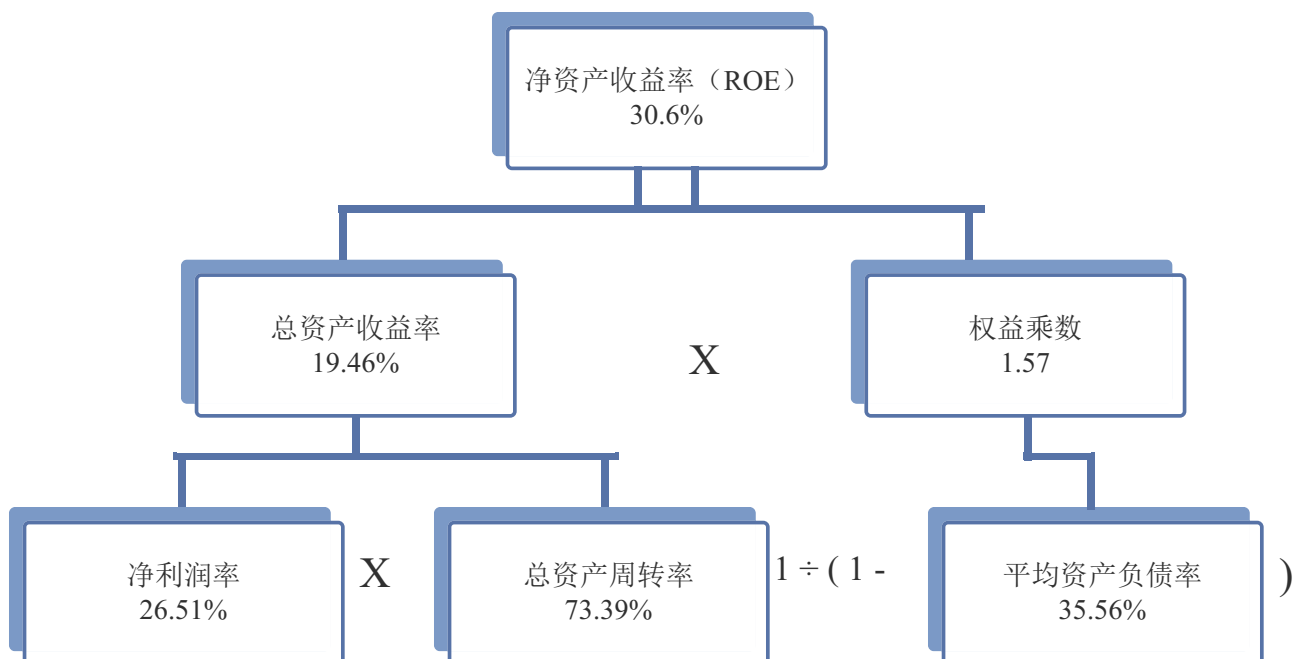 净资产收益率（ROE）
30.6%
总资产收益率
19.46%
X
权益乘数
1.57
净利润率
26.51%
X
总资产周转率
73.39%
1 ÷ ( 1 -
平均资产负债率
35.56%
)